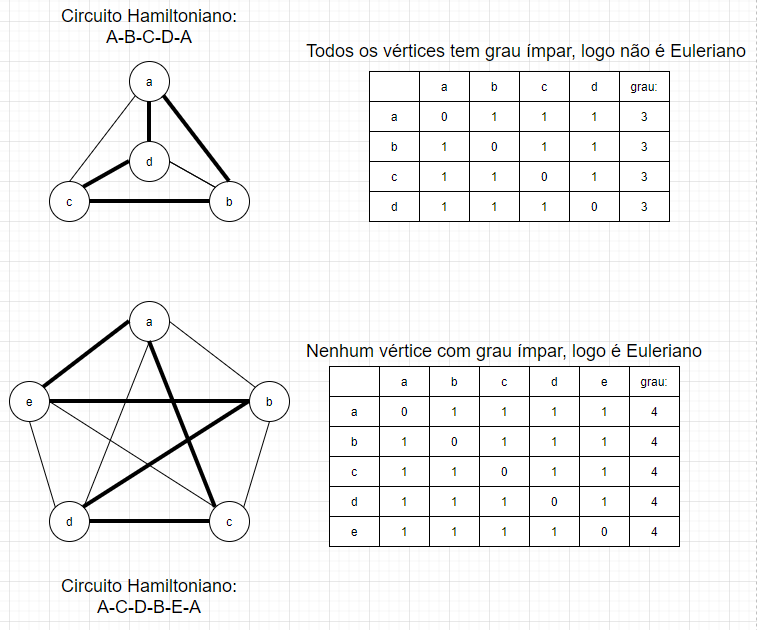 Circuito Hamiltoniano:
A-B-C-D-A
Todos os vértices tem grau ímpar, logo não é Euleriano
a
d
c
b
a b c d grau:
a 0 1 1 1 3
b 1 0 1 1 3
c 1 1 0 1 3
d 1 1 1 0 3
Nenhum vértice com grau ímpar, logo é Euleriano
a
e
b
d
c
a b c d e grau:
a 0 1 1 1 1 4
b 1 0 1 1 1 4
c 1 1 0 1 1 4
d 1 1 1 0 1 4
e 1 1 1 1 0 4
Circuito Hamiltoniano:
A-C-D-B-E-A